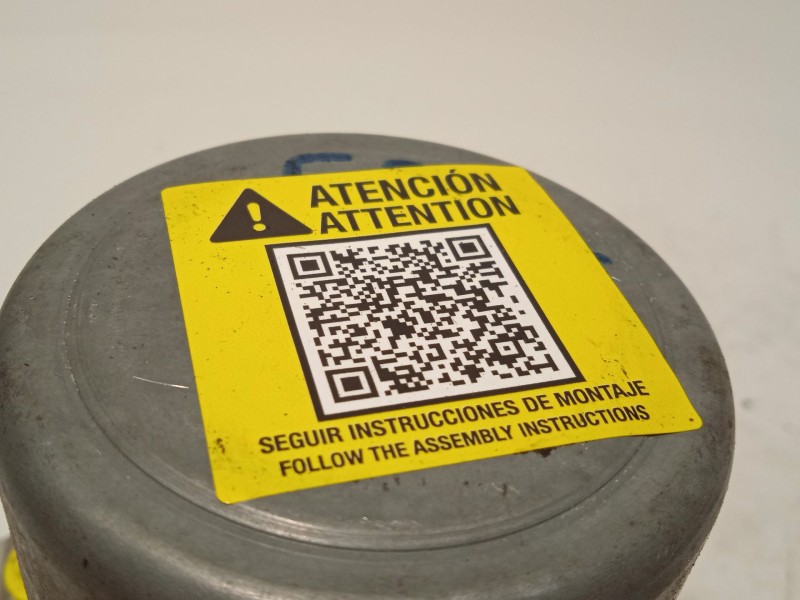 ATENCIÓN
ATTENTION
SEGUIR INSTRUCCIONES DE MONTAJE
FOLLOW THE ASSEMBLY INSTRUCTIONS